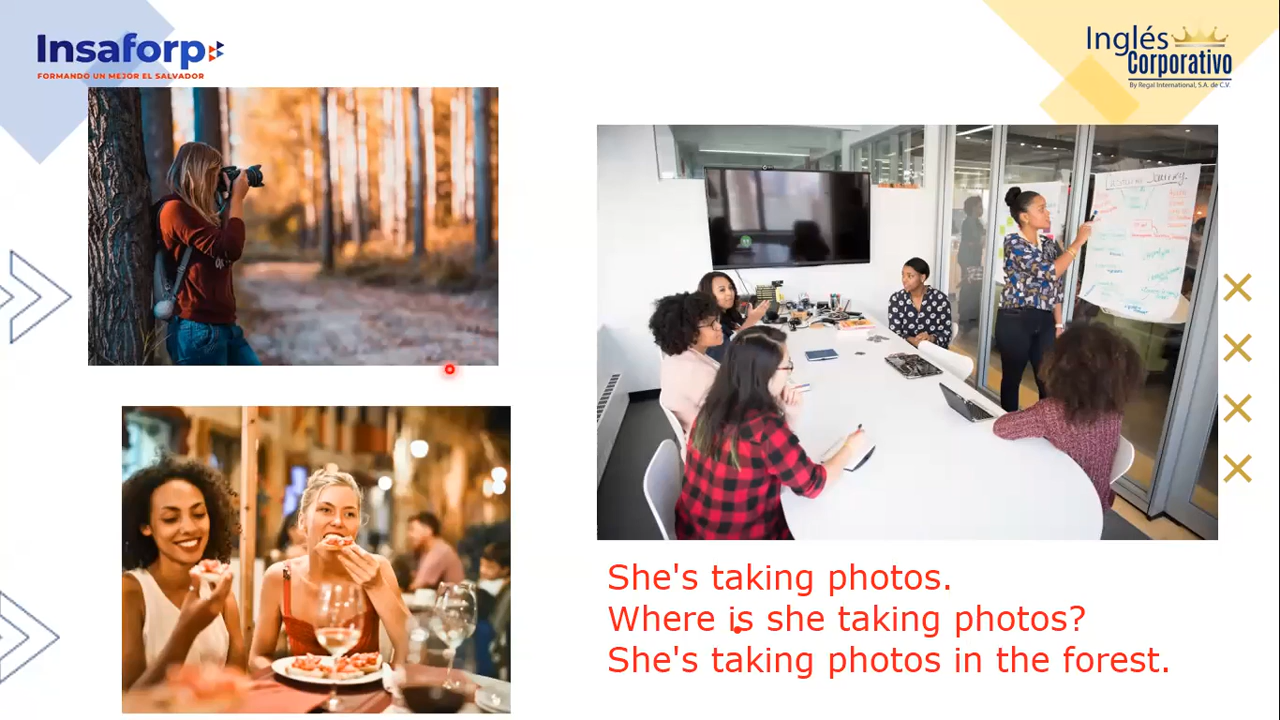 Insaforp
FORMANDO UN MEJOR EL SALVADOR
Inglés
Corporativo
By Regal International, S.A. de C.V.
She's taking photos.
Where is she taking photos?
She's taking photos in the forest.